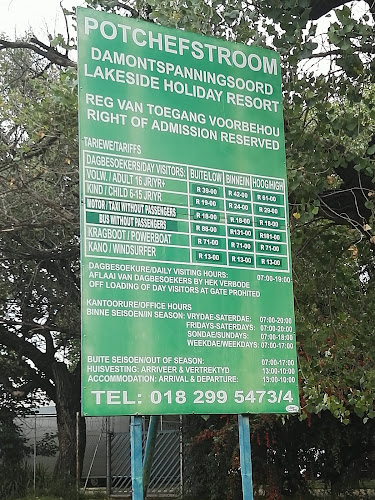 POTCHEFSTROOM
DAMONTSPANNINGSOORD
LAKESIDE HOLIDAY RESORT
REG VAN TOEGANG VOORBEHOU
RIGHT OF ADMISSION RESERVED
TARIEWE/TARIFFS
DAGBESOEKERS/DAY VISITORS: BUITE/LOW BINNE/IN HOOG/HIGH
VOLW. / ADULT 16 JR/YR+ R 39-00 R 42-00 R 61-00
KIND / CHILD 6-15 JR/YR R 19-00 R 24-00 R 29-00
MOTOR / TAXI WITHOUT PASSENGERS R 18-00 R 18-00 R 18-00
BUS WITHOUT PASSENGERS R 88-00 R131-00 R981-00
KRAGBOOT / POWERBOAT R 71-00 R 71-00 R 71-00
KANO / WINDSURFER R 13-00 R 13-00 R 13-00
DAGBESOEKURE/DAILY VISITING HOURS: 07:00-19:00
AFLAAI VAN DAGBESOEKERS BY HEK VERBODE
OFF LOADING OF DAY VISITORS AT GATE PROHITED
KANTOORURE/OFFICE HOURS
BINNE SEISOEN/IN SEASON: VRYDAE-SATERDAE: 07:00-20:00
FRIDAYS-SATURDAYS: 07:00-20:00
SONDAE/SUNDAYS: 07:00-18:00
WEEKDAE/WEEKDAYS: 07:00-17:00
BUITE SEISOEN/OUT OF SEASON: 07:00-17:00
HUISVESTING: ARRIVEER & VERTREKTYD 13:00-10:00
ACCOMMODATION: ARRIVAL & DEPARTURE: 13:00-10:00
TEL: 018 299 5473/4